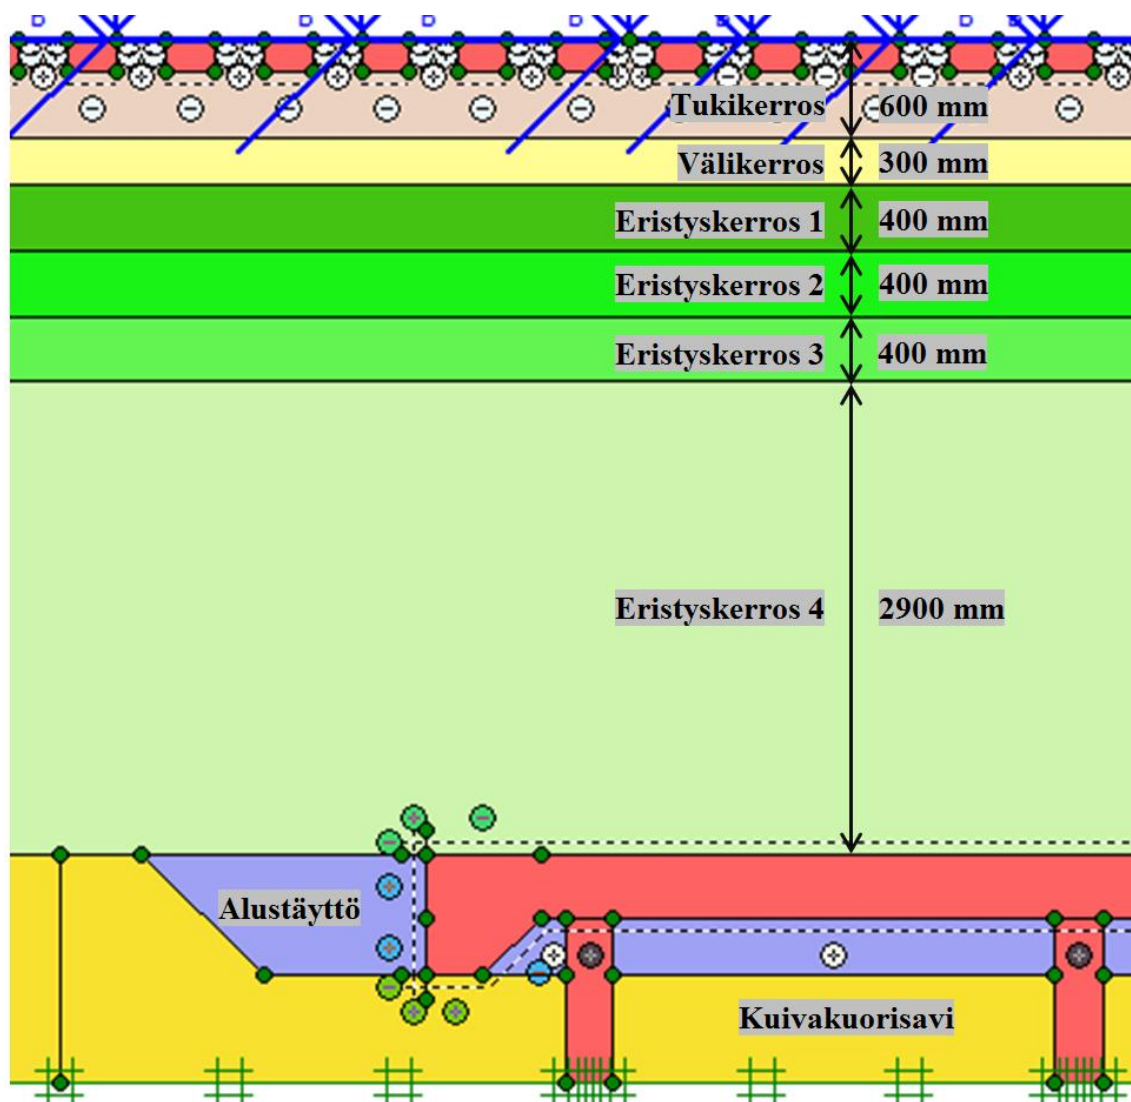 Tukikerros 600 mm
Välikerros 300 mm
Eristyskerros 1 400 mm
Eristyskerros 2 400 mm
Eristyskerros 3 400 mm
Eristyskerros 4 2900 mm
Alustäyttö
Kuivakuorisavi